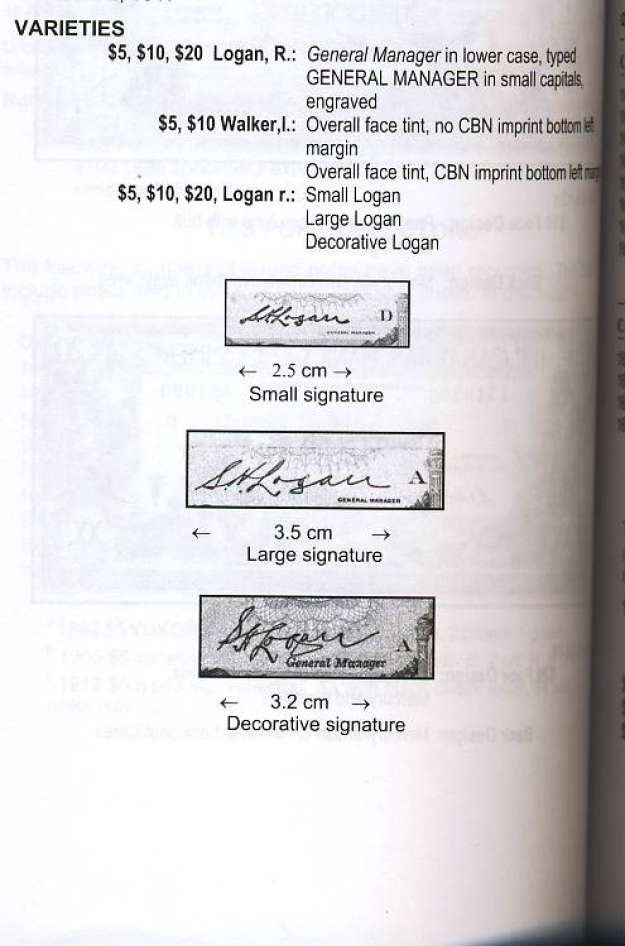 VARIETIES
$5, $10, $20 Logan, R.: General Manager in lower case, typed
GENERAL MANAGER in small capitals,
engraved
$5, $10 Walker,I.: Overall face tint, no CBN imprint bottom left
margin
Overall face tint, CBN imprint bottom left
$5, $10, $20, Logan r.: Small Logan
Large Logan
Decorative Logan
S H Logan D
GENERAL MANAGER
← 2.5 cm →
Small signature
S H Logan A
GENERAL MANAGER
← 3.5 cm →
Large signature
S H Logan A
General Manager
← 3.2 cm →
Decorative signature